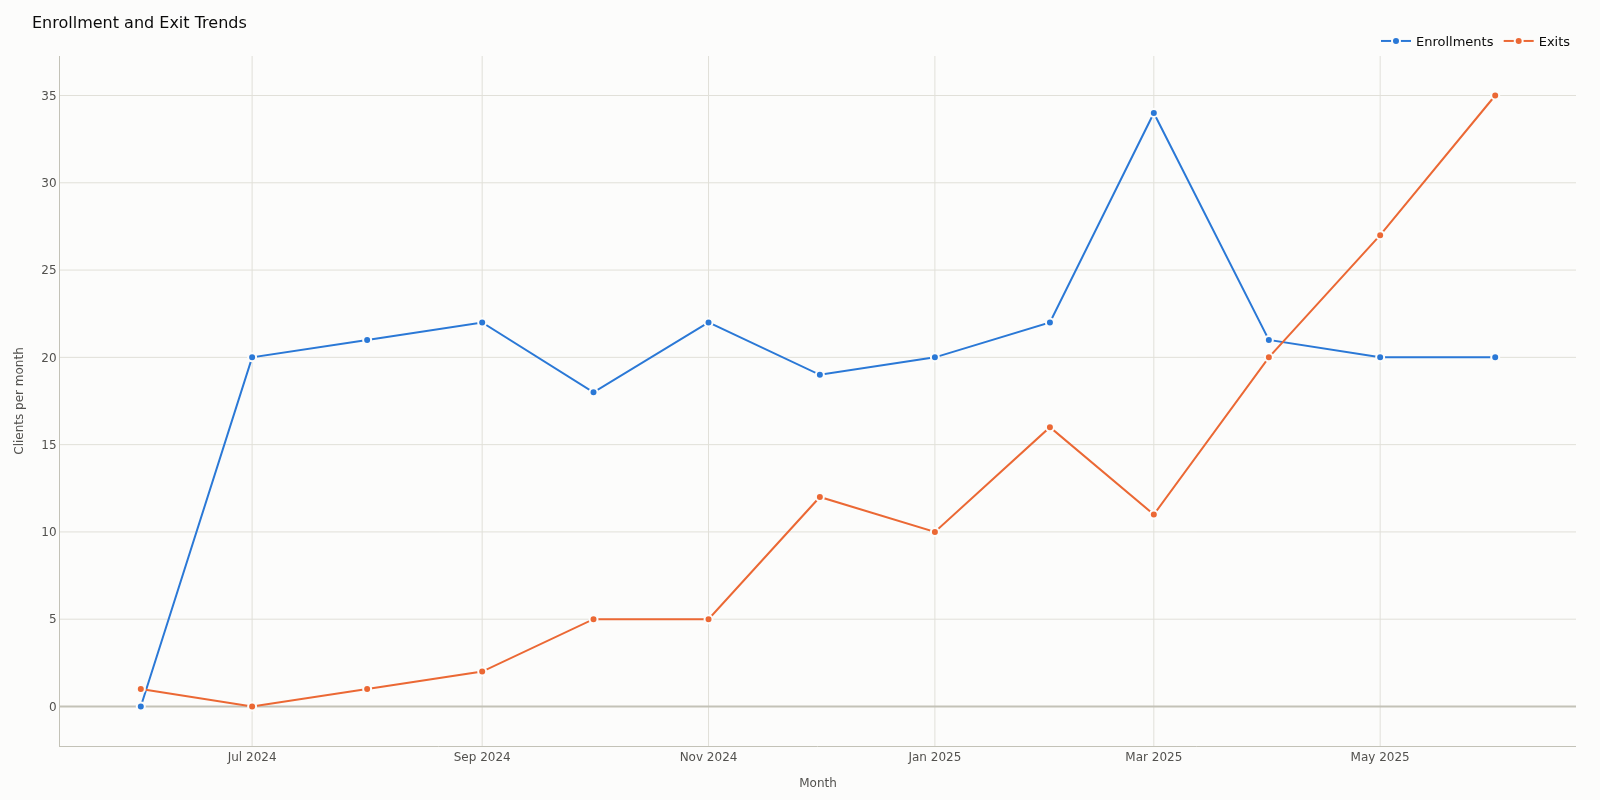 Enrollment and Exit Trends
Enrollments Exits
35
30
25
20
15
10
5
0
Clients per month
Jul 2024 Sep 2024 Nov 2024 Jan 2025 Mar 2025 May 2025
Month